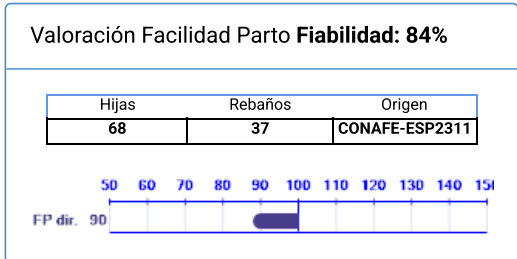 Valoración Facilidad Parto Fiabilidad: 84%
Hijas Rebaños Origen
68 37 CONAFE-ESP2311
50 60 70 80 90 100 110 120 130 140 15
FP dir. 90